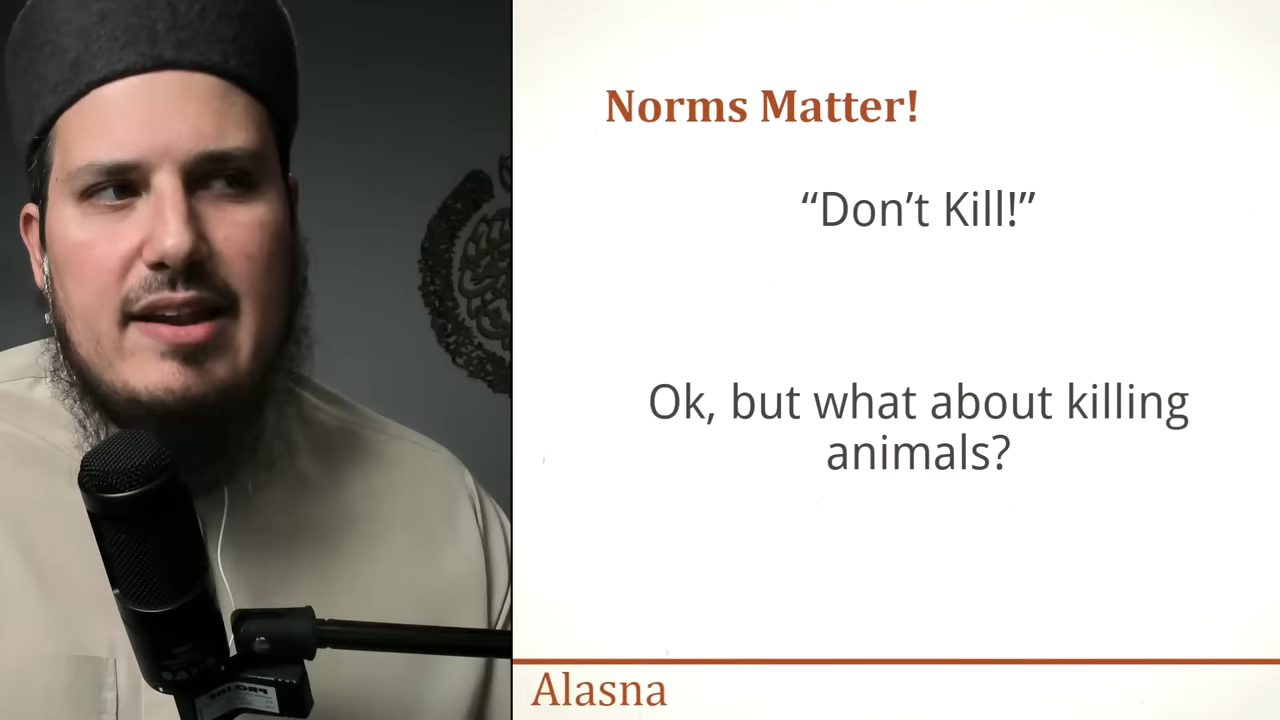 Norms Matter!
“Don’t Kill!”
Ok, but what about killing
animals?
Alasna